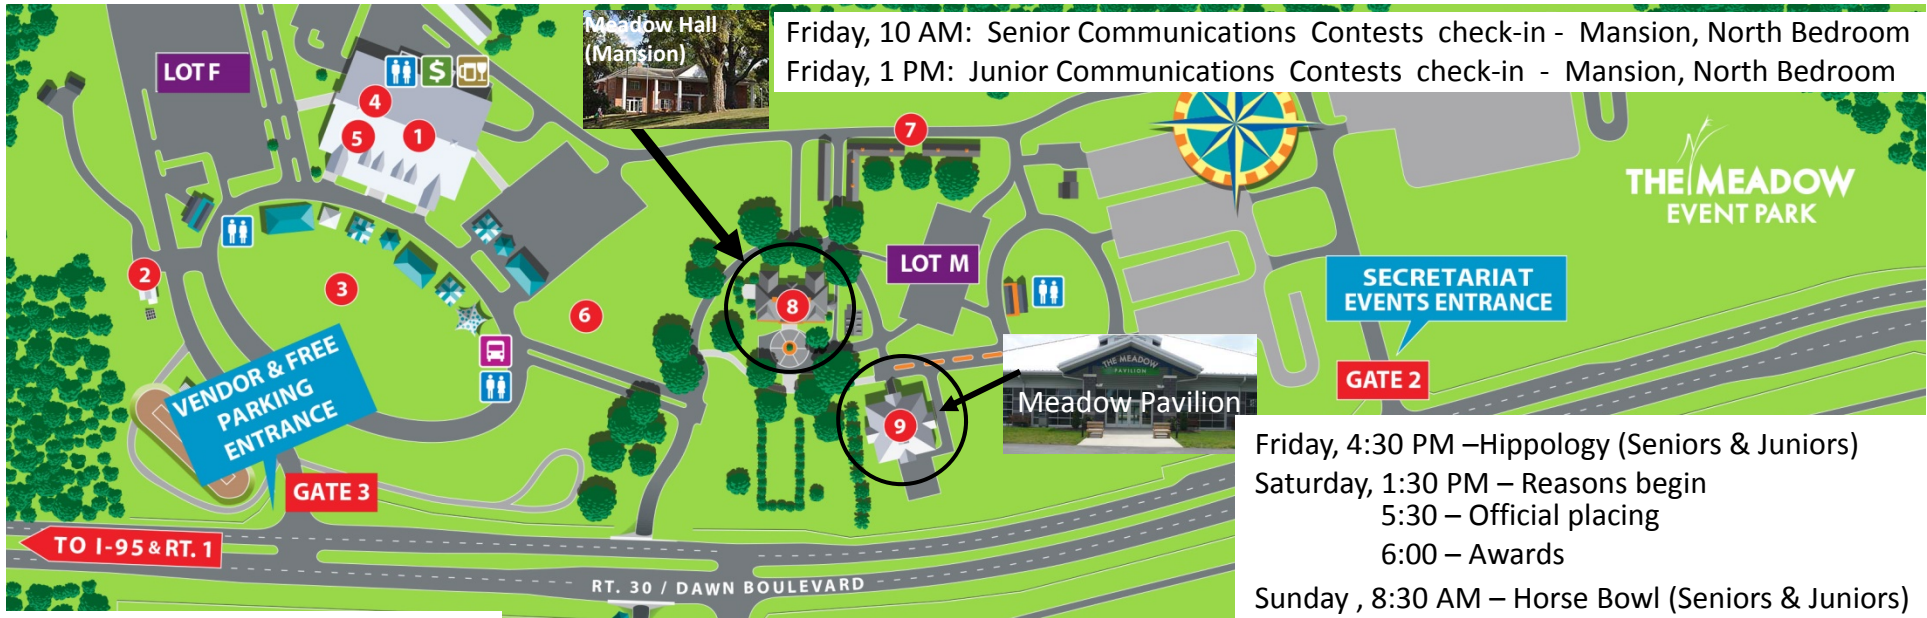 Meadow Hall
(Mansion)
Friday, 10 AM: Senior Communications Contests check-in - Mansion, North Bedroom
Friday, 1 PM: Junior Communications Contests check-in - Mansion, North Bedroom
LOT F
$
4
5
1
7
THE MEADOW
EVENT PARK
2
3
6
8
LOT M
SECRETARIAT
EVENTS ENTRANCE
GATE 2
VENDOR & FREE
PARKING
ENTRANCE
GATE 3
9
THE MEADOW
PAVILION
Meadow Pavilion
TO I-95 & RT. 1
RT. 30 / DAWN BOULEVARD
Friday, 4:30 PM –Hippology (Seniors & Juniors)
Saturday, 1:30 PM – Reasons begin
5:30 – Official placing
6:00 – Awards
Sunday , 8:30 AM – Horse Bowl (Seniors & Juniors)